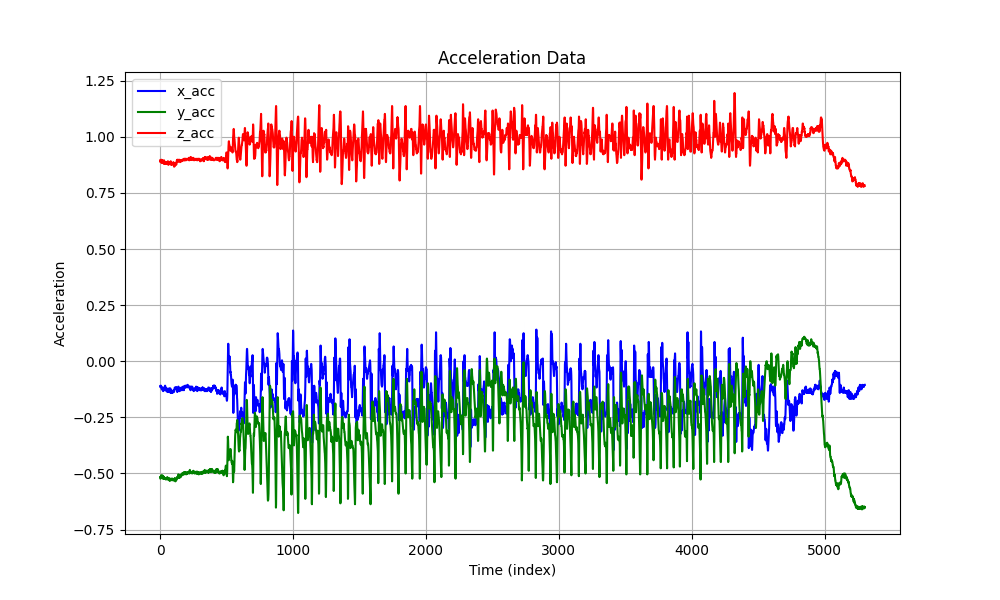 Acceleration Data
x_acc
y_acc
z_acc
1.25
1.00
0.75
0.50
0.25
0.00
−0.25
−0.50
−0.75
Acceleration
0 1000 2000 3000 4000 5000
Time (index)